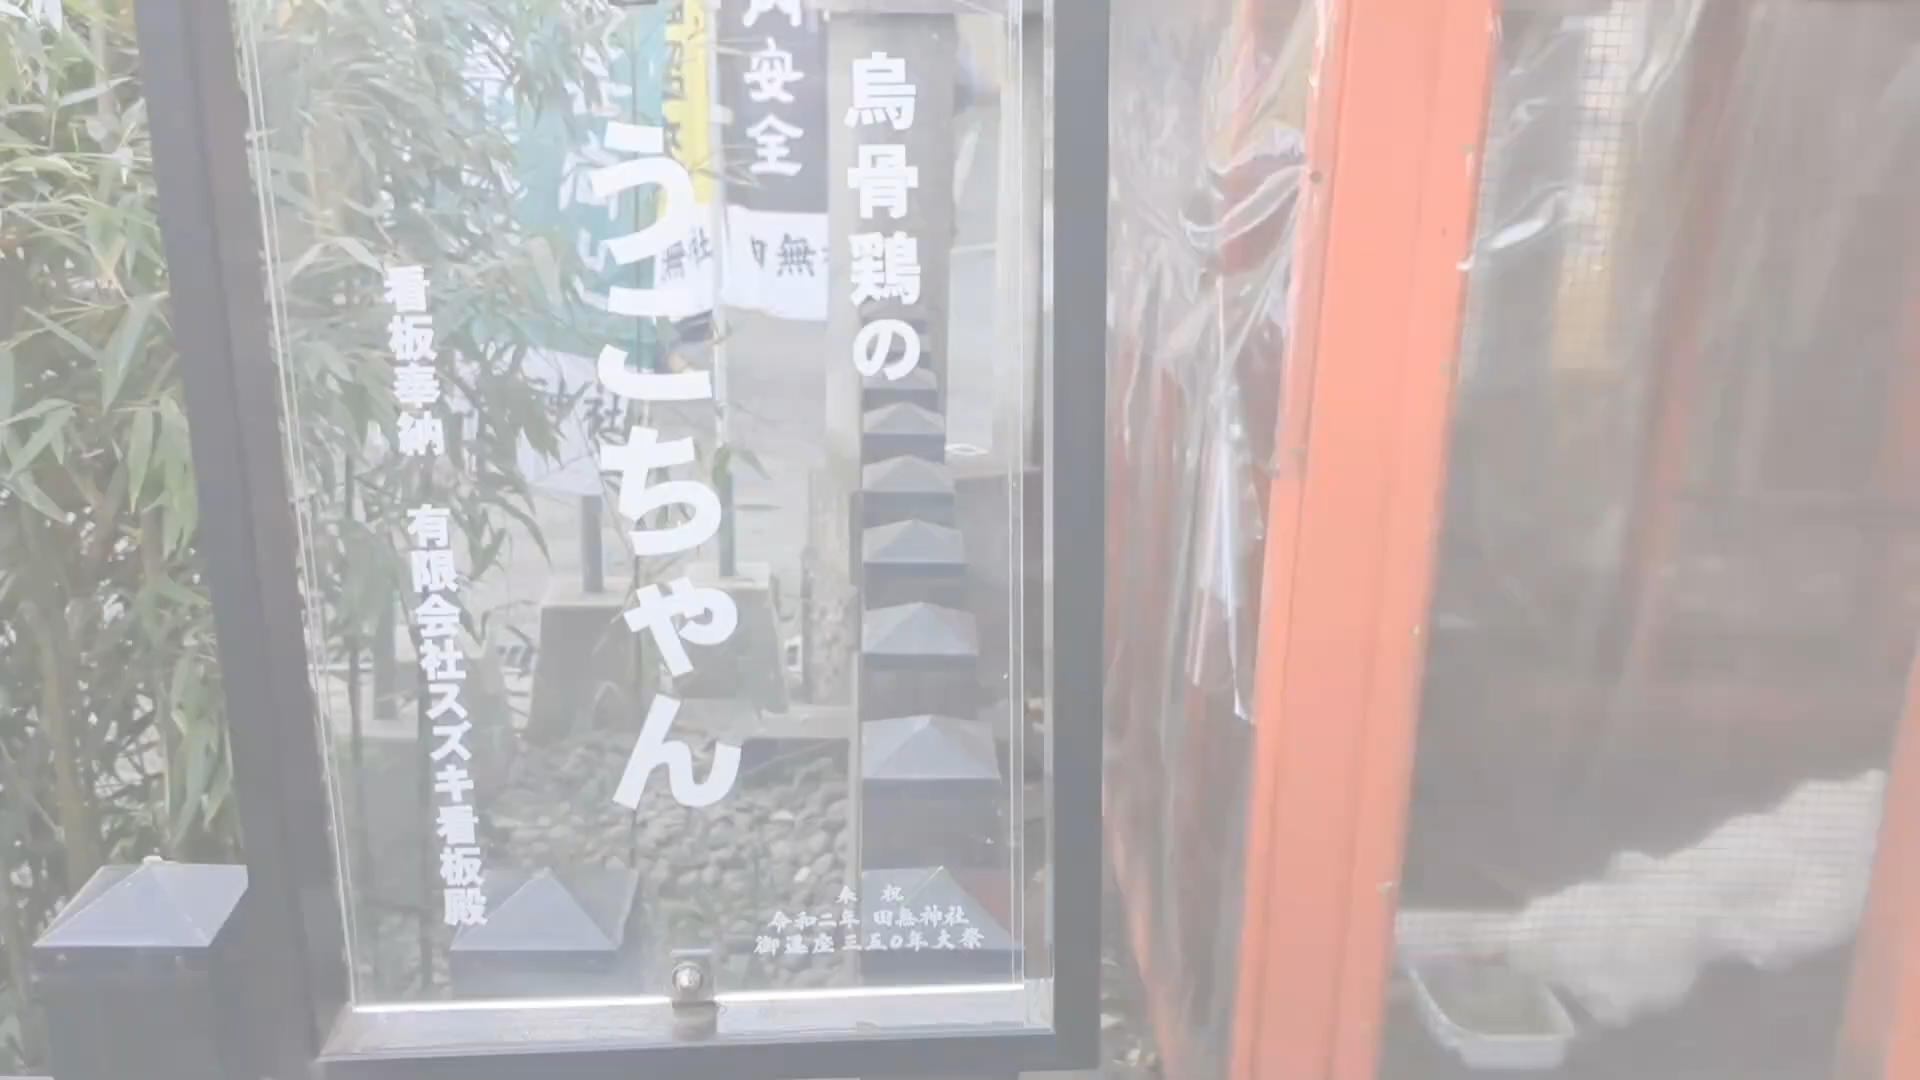 烏骨鶏の
うこちゃん
看板奉納 有限会社スズキ看板殿
奉祝
令和二年 田無神社
御遷座三五〇年大祭
安全